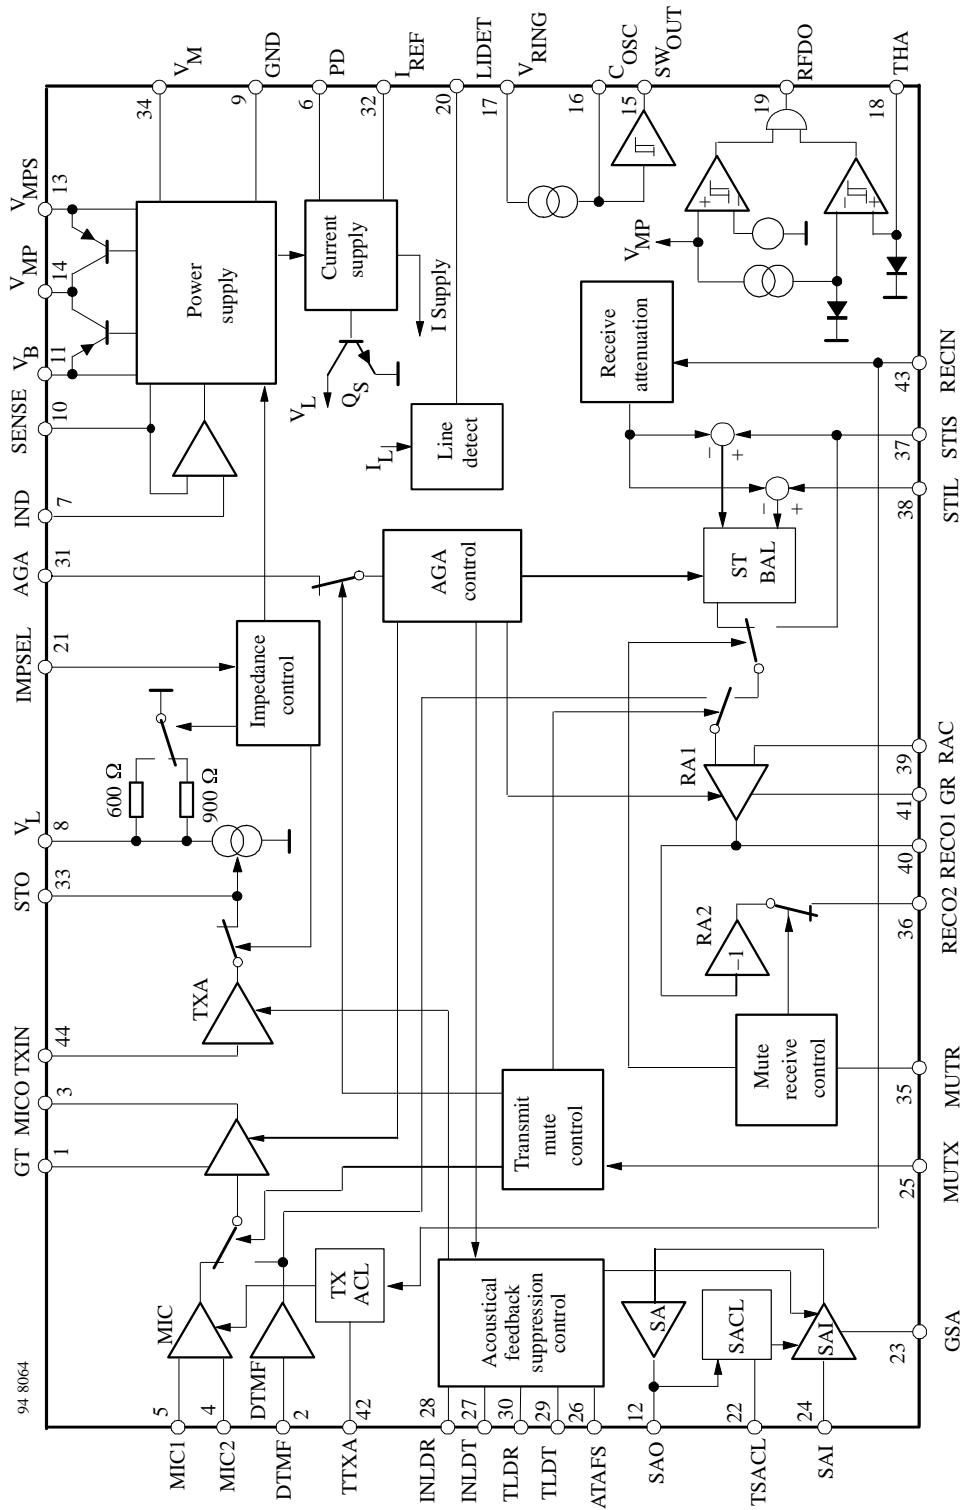 94 8064
GT
1
MICO
3
TXIN
44
STO
33
V_L
8
IMPSEL
21
AGA
31
IND
7
SENSE
10
V_B
11
V_MP
14
V_MPS
13
600 Ω
900 Ω
TXA
Impedance
control
Power
supply
34
V_M
9
GND
6
PD
32
I_REF
20
LIDET
17
V_RING
16
C_OSC
15
SW_OUT
19
RFDO
18
THA
Current
supply
I Supply
V_L
Q_S
I_L
Line
detect
AGA
control
V_MP
+
−
−
+
Receive
attenuation
−
+
−
+
ST
BAL
MIC
DTMF
TX
ACL
Transmit
mute
control
Acoustical
feedback
suppression
control
RA1
RA2
−1
Mute
receive
control
SA
SACL
SAI
MIC1
5
MIC2
4
DTMF
2
TTXA
42
INLDR
28
INLDT
27
TLDR
30
TLDT
29
ATAFS
26
SAO
12
TSACL
22
SAI
24
23
GSA
25
MUTX
35
MUTR
36
RECO2
40
RECO1
41
GR
39
RAC
38
STIL
37
STIS
43
RECIN